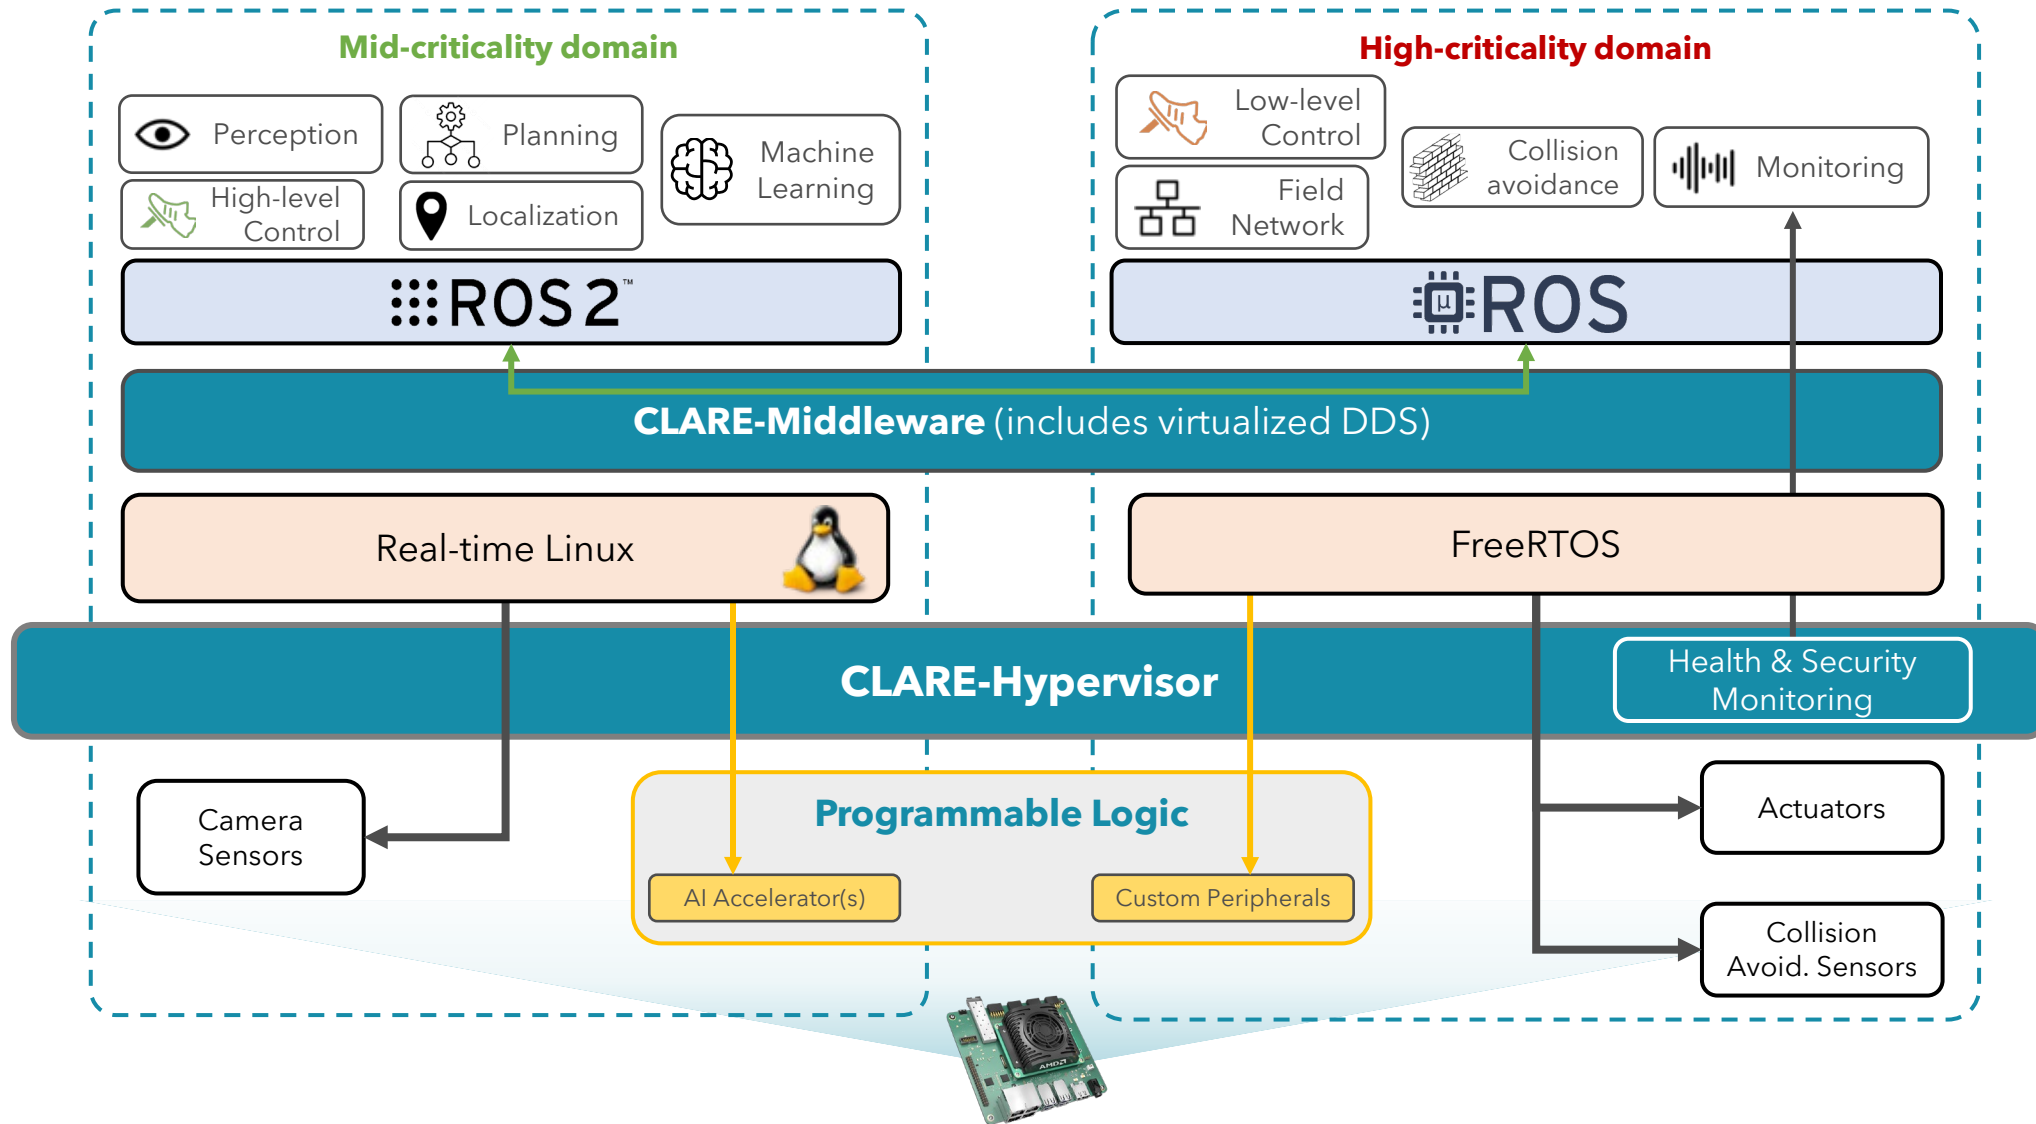 Mid-criticality domain
Perception
Planning
Machine
Learning
High-level
Control
Localization
ROS 2™
High-criticality domain
Low-level
Control
Collision
avoidance
Monitoring
Field
Network
µ ROS
CLARE-Middleware (includes virtualized DDS)
Real-time Linux
FreeRTOS
CLARE-Hypervisor
Health & Security
Monitoring
Camera
Sensors
Programmable Logic
AI Accelerator(s)
Custom Peripherals
Actuators
Collision
Avoid. Sensors
AMD